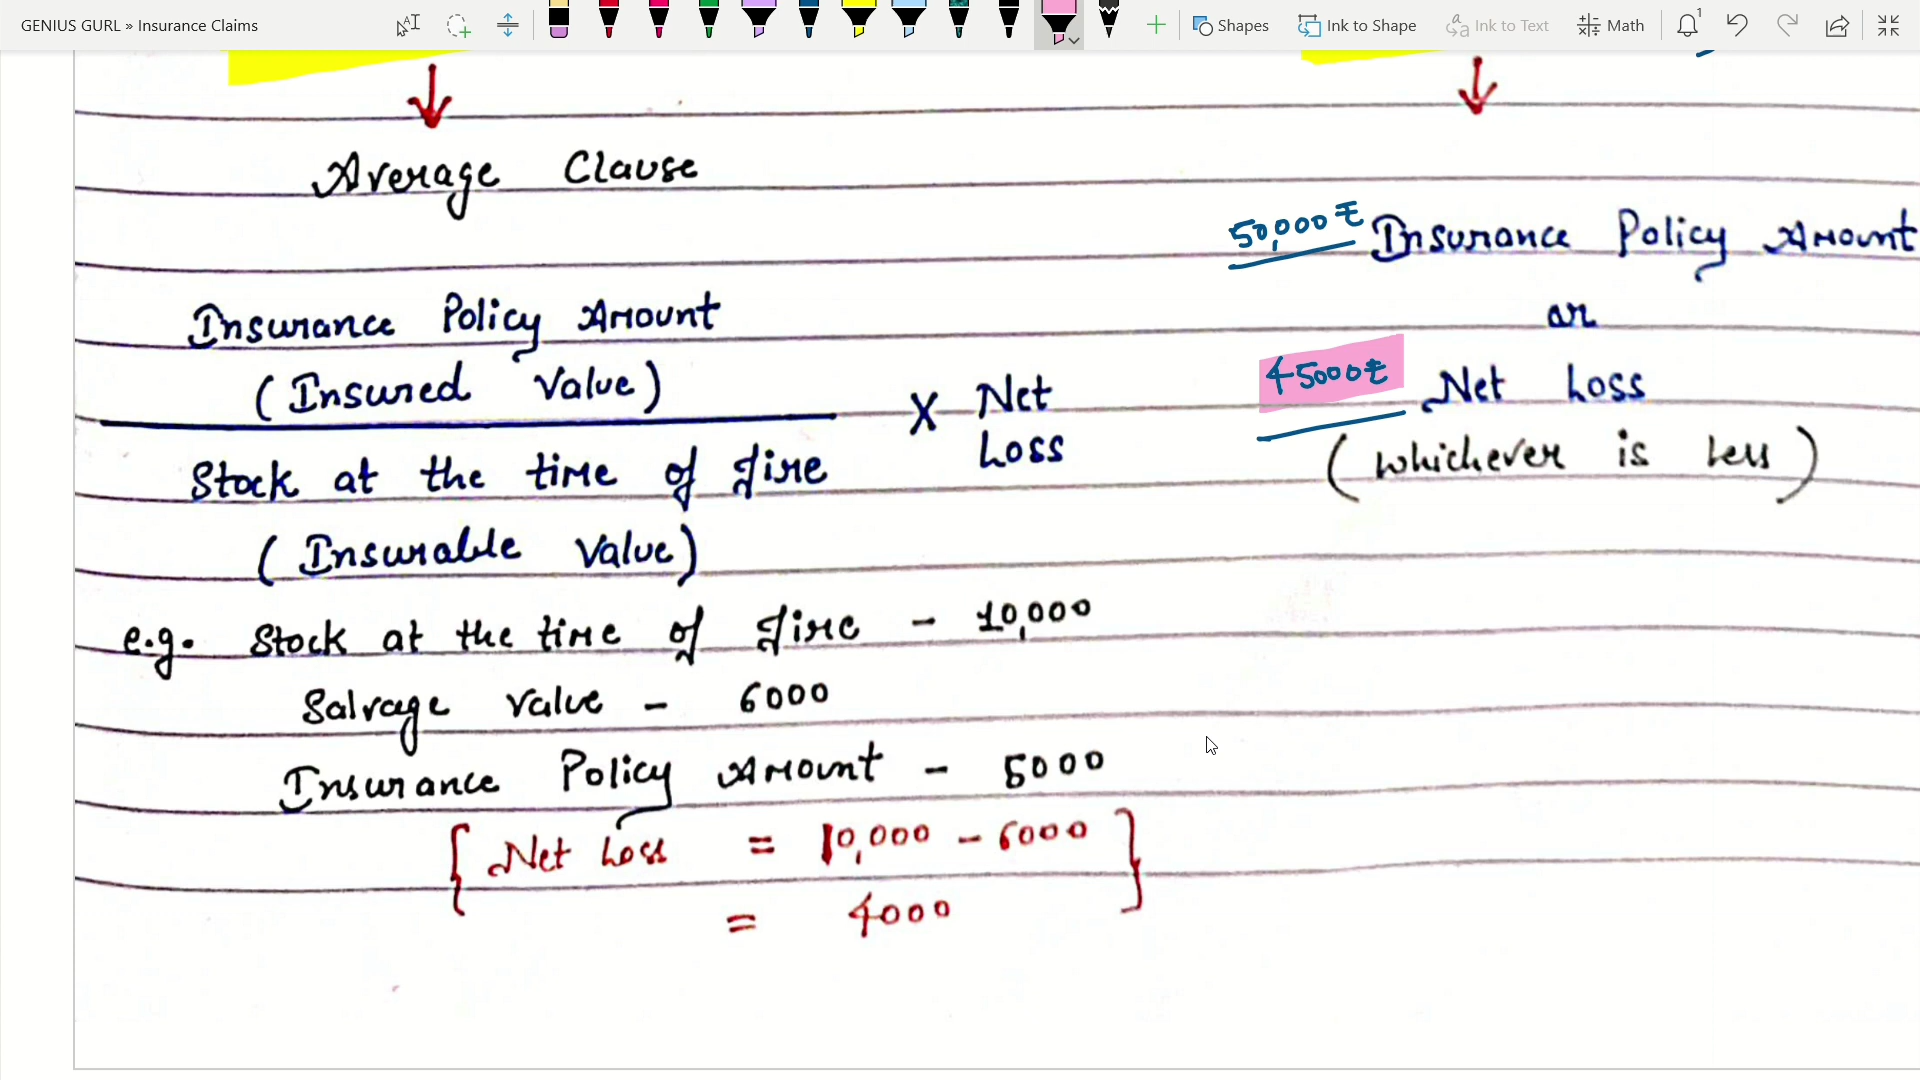 GENIUS GURL » Insurance Claims
Shapes
Ink to Shape
Ink to Text
Math
1
Average Clause
Insurance Policy Amount
(Insured Value)
Stock at the time of fire
(Insurable Value)
X Net
Loss
50,000₹ Insurance Policy Amount
or
45000₹ Net Loss
(whichever is less)
e.g. Stock at the time of fire - 10,000
Salvage Value - 6000
Insurance Policy Amount - 5000
{ Net Loss = 10,000 - 6000 }
= 4000